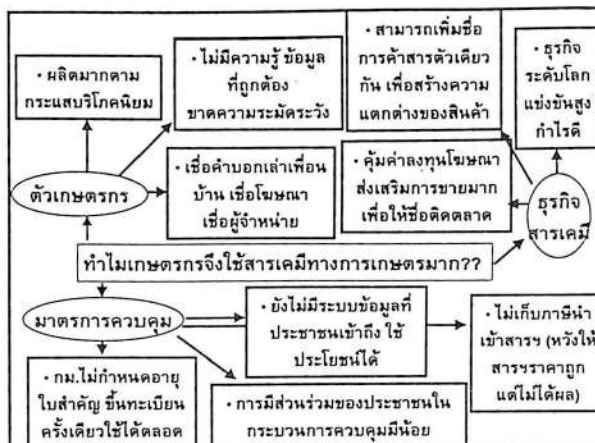 • ผลิตมากตาม
กระแสบริโภคนิยม
• ไม่มีความรู้ ข้อมูล
ที่ถูกต้อง
ขาดความระมัดระวัง
• สามารถเพิ่มชื่อ
การค้าสารตัวเดียว
กัน เพื่อสร้างความ
แตกต่างของสินค้า
• ธุรกิจ
ระดับโลก
แข่งขันสูง
กำไรดี
ตัวเกษตรกร
• เชื่อคำบอกเล่าเพื่อน
บ้าน เชื่อโฆษณา
เชื่อผู้จำหน่าย
• คุ้มค่าลงทุนโฆษณา
ส่งเสริมการขายมาก
เพื่อให้ชื่อติดตลาด
ธุรกิจ
สารเคมี
ทำไมเกษตรกรจึงใช้สารเคมีทางการเกษตรมาก??
มาตรการควบคุม
• ยังไม่มีระบบข้อมูลที่
ประชาชนเข้าถึง ใช้
ประโยชน์ได้
• ไม่เก็บภาษีนำ
เข้าสารฯ (หวังให้
สารฯราคาถูก
แต่ไม่ได้ผล)
• กม.ไม่กำหนดอายุ
ใบสำคัญ ขึ้นทะเบียน
ครั้งเดียวใช้ได้ตลอด
• การมีส่วนร่วมของประชาชนใน
กระบวนการควบคุมมีน้อย